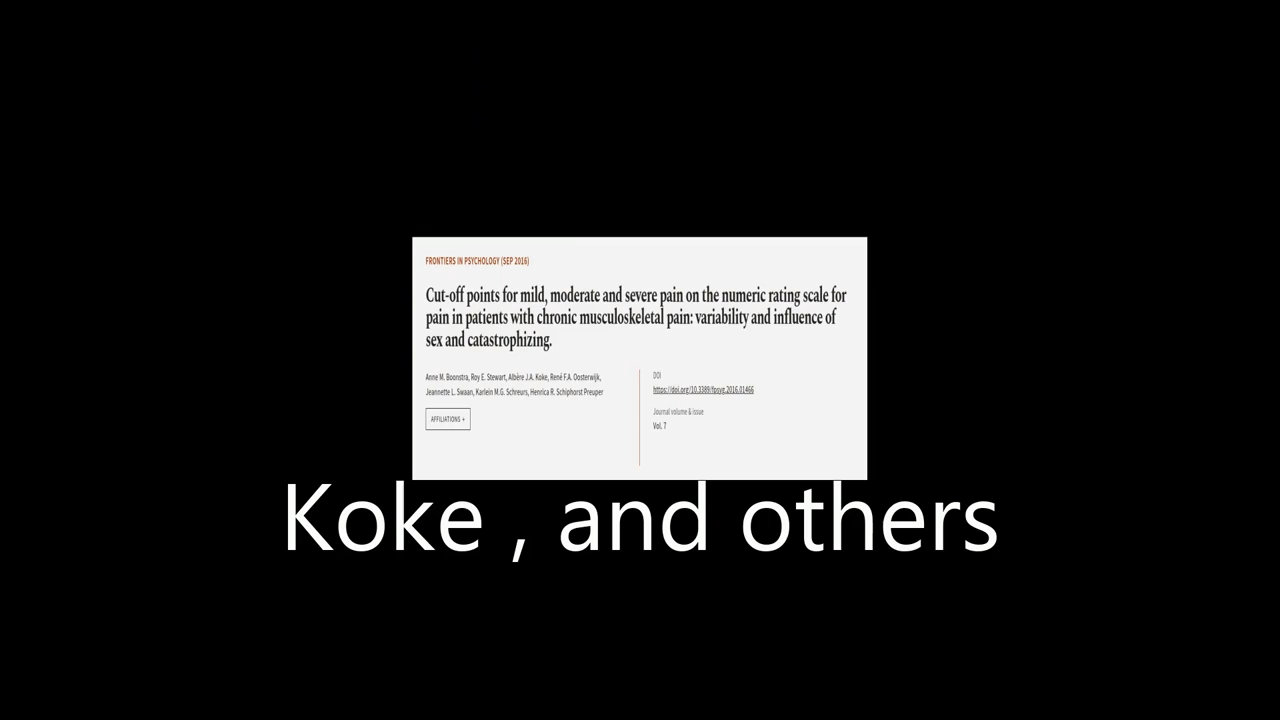 FRONTIERS IN PSYCHOLOGY (SEP 2016)
Cut-off points for mild, moderate and severe pain on the numeric rating scale for
pain in patients with chronic musculoskeletal pain: variability and influence of
sex and catastrophizing.
Anne M. Boonstra, Roy E. Stewart, Albère J.A. Koke, René F.A. Oosterwijk,
Jeannette L. Swaan, Karlein M.G. Schreurs, Henrica R. Schiphorst Preuper
AFFILIATIONS +
DOI
https://doi.org/10.3389/fpsyg.2016.01466
Journal volume & issue
Vol. 7
Koke , and others